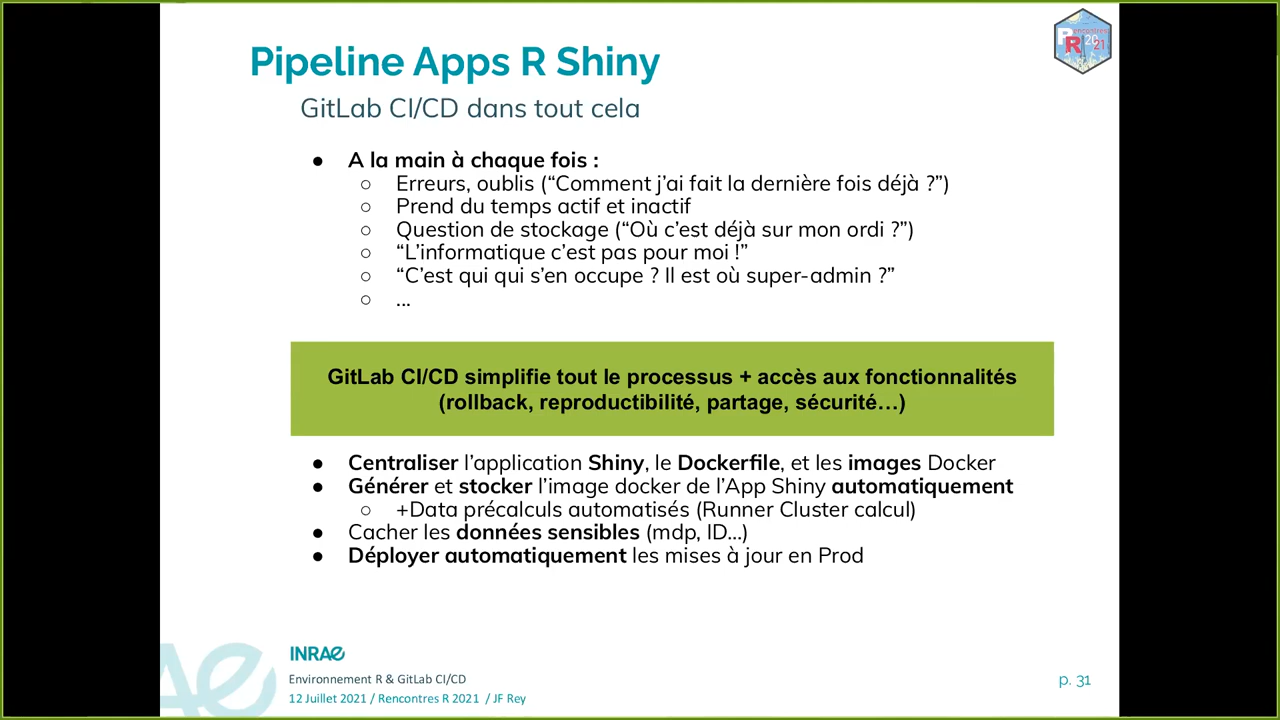 Pipeline Apps R Shiny
GitLab CI/CD dans tout cela
● A la main à chaque fois :
○ Erreurs, oublis (“Comment j’ai fait la dernière fois déjà ?”)
○ Prend du temps actif et inactif
○ Question de stockage (“Où c’est déjà sur mon ordi ?”)
○ “L’informatique c’est pas pour moi !”
○ “C’est qui qui s’en occupe ? Il est où super-admin ?”
○ ...
GitLab CI/CD simplifie tout le processus + accès aux fonctionnalités
(rollback, reproductibilité, partage, sécurité…)
● Centraliser l’application Shiny, le Dockerfile, et les images Docker
● Générer et stocker l’image docker de l’App Shiny automatiquement
○ +Data précalculs automatisés (Runner Cluster calcul)
● Cacher les données sensibles (mdp, ID...)
● Déployer automatiquement les mises à jour en Prod
INRAE
Environnement R & GitLab CI/CD
12 Juillet 2021 / Rencontres R 2021 / JF Rey
p. 31
Rencontres
R 20
21